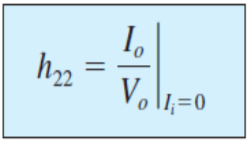 h₂₂ = Iₒ/Vₒ |Iᵢ=0